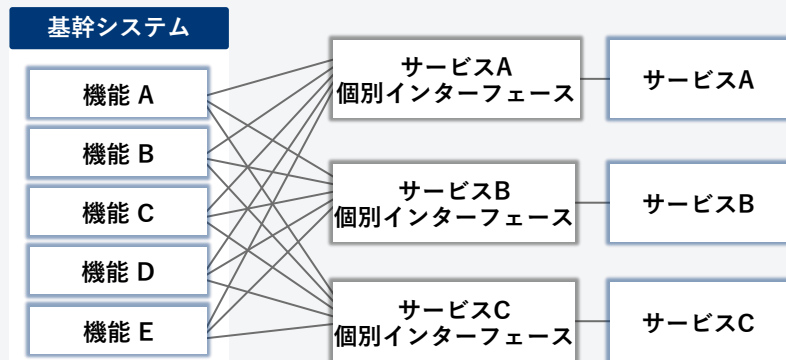 基幹システム
機能 A
機能 B
機能 C
機能 D
機能 E
サービスA
個別インターフェース
サービスB
個別インターフェース
サービスC
個別インターフェース
サービスA
サービスB
サービスC